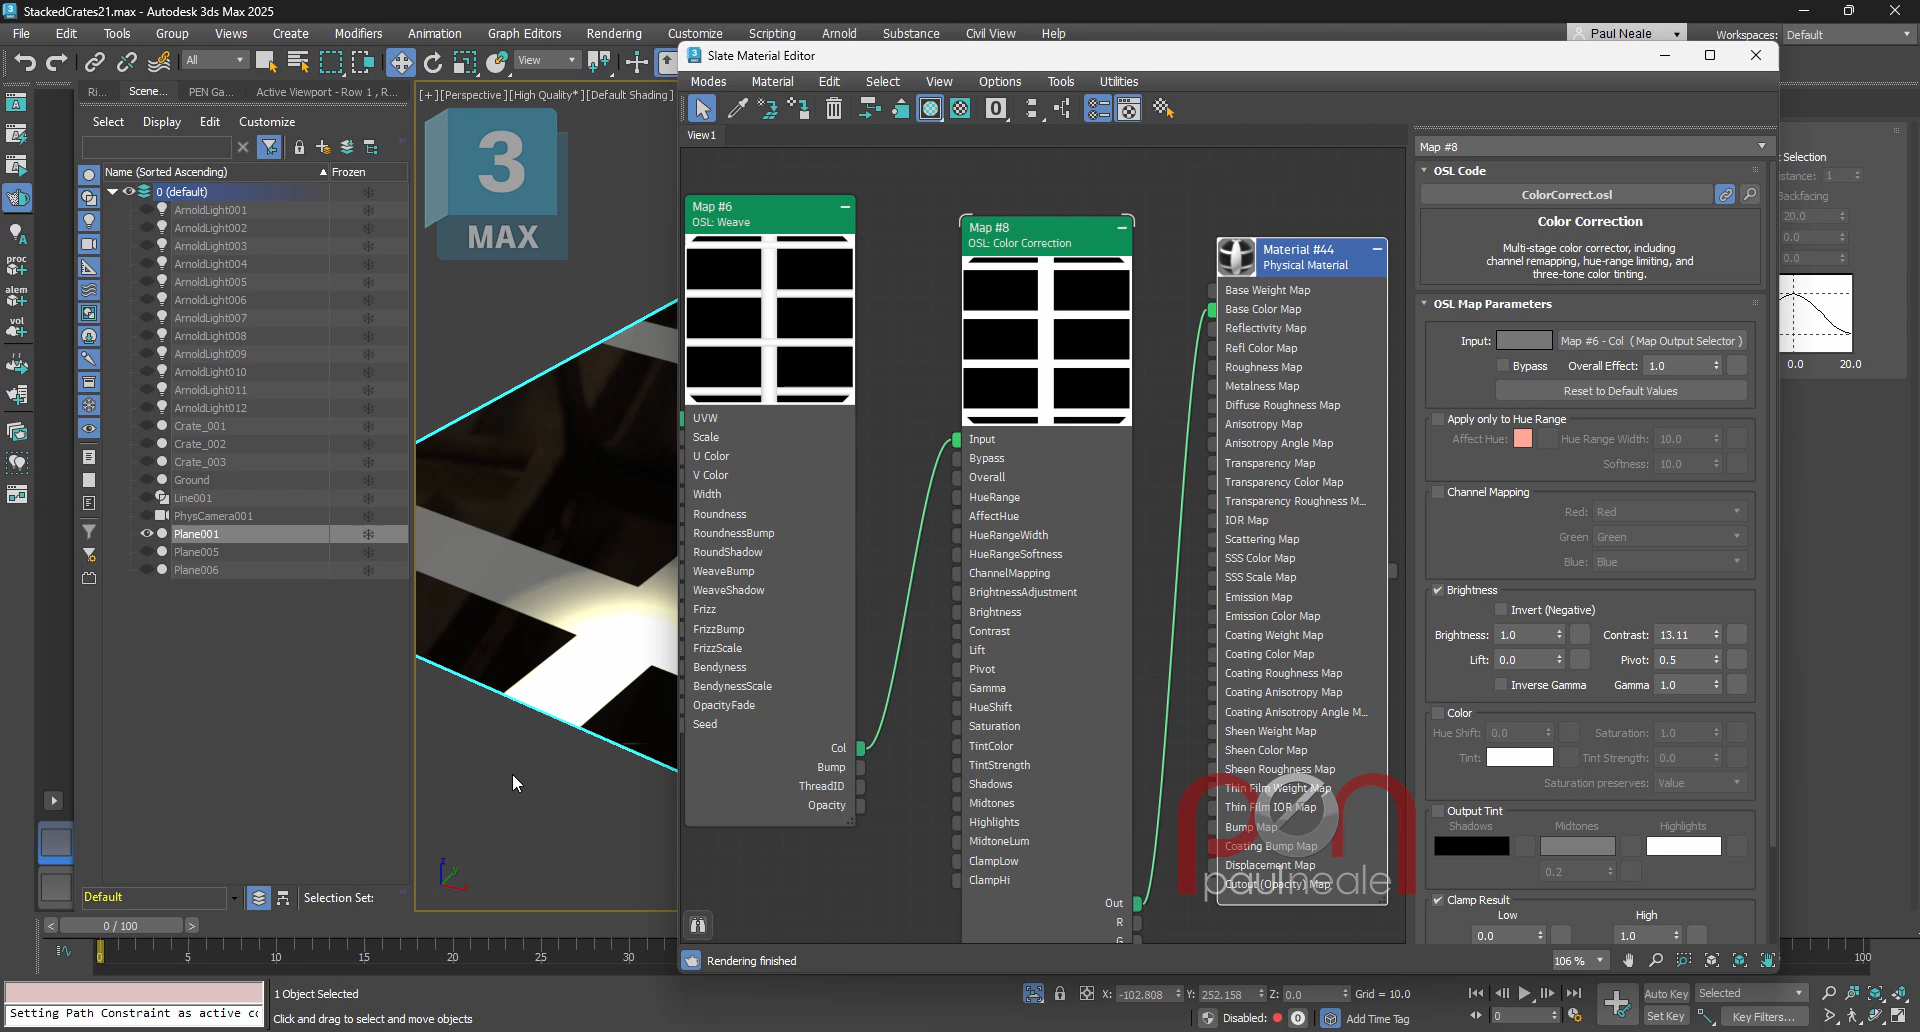 StackedCrates21.max - Autodesk 3ds Max 2025
File Edit Tools Group Views Create Modifiers Animation Graph Editors Rendering Customize Scripting Arnold Substance Civil View Help
Paul Neale
Workspaces: Default
All
View
Slate Material Editor
Modes Material Edit Select View Options Tools Utilities
Ri... Scene... PEN Ga... Active Viewport - Row 1 , R...
[+] [Perspective ] [High Quality* ] [Default Shading ]
Select Display Edit Customize
View1
Name (Sorted Ascending) Frozen
0 (default)
ArnoldLight001
ArnoldLight002
ArnoldLight003
ArnoldLight004
ArnoldLight005
ArnoldLight006
ArnoldLight007
ArnoldLight008
ArnoldLight009
ArnoldLight010
ArnoldLight011
ArnoldLight012
Crate_001
Crate_002
Crate_003
Ground
Line001
PhysCamera001
Plane001
Plane005
Plane006
proc
alem
vol
3
MAX
Map #6
OSL: Weave
UVW
Scale
U Color
V Color
Width
Roundness
RoundnessBump
RoundShadow
WeaveBump
WeaveShadow
Frizz
FrizzBump
FrizzScale
Bendyness
BendynessScale
OpacityFade
Seed
Col
Bump
ThreadID
Opacity
Map #8
OSL: Color Correction
Input
Bypass
Overall
HueRange
AffectHue
HueRangeWidth
HueRangeSoftness
ChannelMapping
BrightnessAdjustment
Brightness
Contrast
Lift
Pivot
Gamma
HueShift
Saturation
TintColor
TintStrength
Shadows
Midtones
Highlights
MidtoneLum
ClampLow
ClampHi
Out
R
G
Material #44
Physical Material
Base Weight Map
Base Color Map
Reflectivity Map
Refl Color Map
Roughness Map
Metalness Map
Diffuse Roughness Map
Anisotropy Map
Anisotropy Angle Map
Transparency Map
Transparency Color Map
Transparency Roughness M...
IOR Map
Scattering Map
SSS Color Map
SSS Scale Map
Emission Map
Emission Color Map
Coating Weight Map
Coating Color Map
Coating Roughness Map
Coating Anisotropy Map
Coating Anisotropy Angle M...
Sheen Weight Map
Sheen Color Map
Sheen Roughness Map
Thin Film Weight Map
Thin Film IOR Map
Bump Map
Coating Bump Map
Displacement Map
Cutout (Opacity) Map
pen
paulneale
Map #8
OSL Code
ColorCorrect.osl
Color Correction
Multi-stage color corrector, including
channel remapping, hue-range limiting, and
three-tone color tinting.
OSL Map Parameters
Input: Map #6 - Col ( Map Output Selector )
Bypass Overall Effect: 1.0
Reset to Default Values
Apply only to Hue Range
Affect Hue: Hue Range Width: 10.0
Softness: 10.0
Channel Mapping
Red: Red
Green Green
Blue: Blue
Brightness
Invert (Negative)
Brightness: 1.0 Contrast: 13.11
Lift: 0.0 Pivot: 0.5
Inverse Gamma Gamma 1.0
Color
Hue Shift: 0.0 Saturation: 1.0
Tint: Tint Strength: 0.0
Saturation preserves: Value
Output Tint
Shadows Midtones Highlights
0.2
Clamp Result
Low High
0.0 1.0
: Selection
stance: 1
Backfacing
20.0
0.0
0.0
0.0 20.0
Default
Selection Set:
0 / 100
0 5 10 15 20 25 30
100
Rendering finished
106 %
1 Object Selected
X: -102.808 Y: 252.158 Z: 0.0 Grid = 10.0
Auto Key Selected
Setting Path Constraint as active co
Click and drag to select and move objects
Disabled: 0 Add Time Tag
0
Set Key Key Filters...